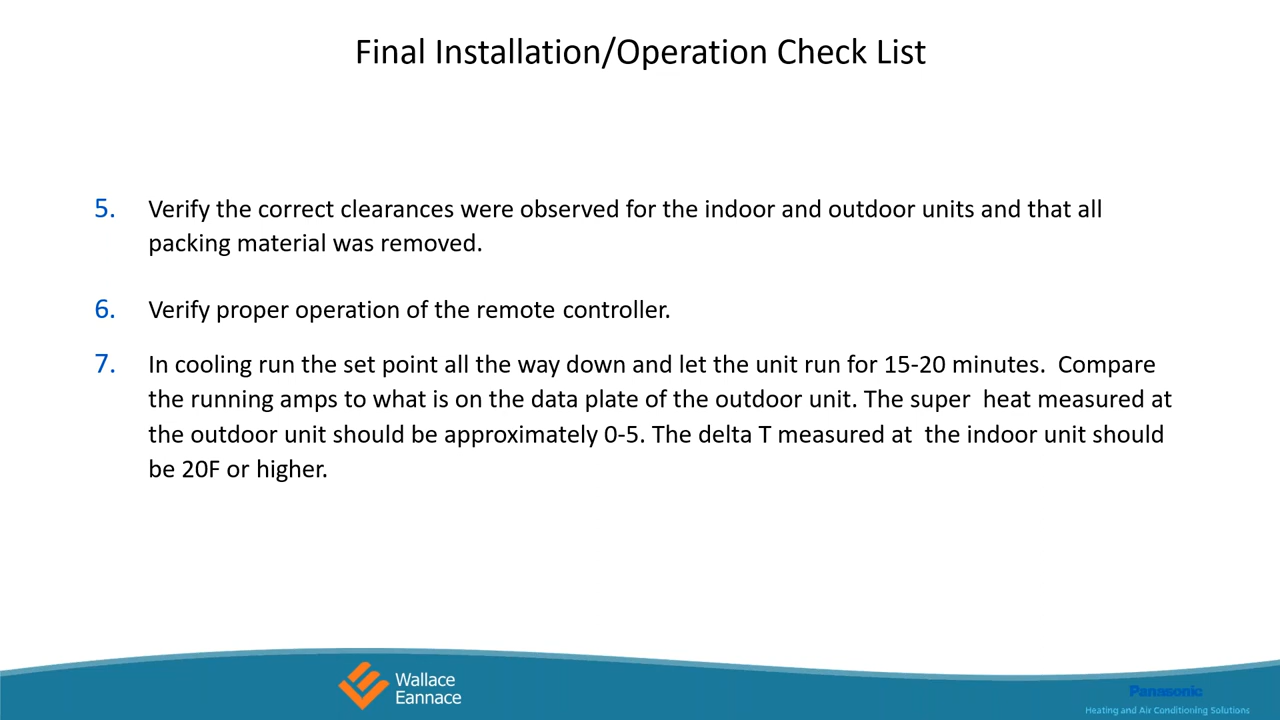 Final Installation/Operation Check List
5. Verify the correct clearances were observed for the indoor and outdoor units and that all
packing material was removed.
6. Verify proper operation of the remote controller.
7. In cooling run the set point all the way down and let the unit run for 15-20 minutes.  Compare
the running amps to what is on the data plate of the outdoor unit. The super  heat measured at
the outdoor unit should be approximately 0-5. The delta T measured at  the indoor unit should
be 20F or higher.
Wallace
Eannace
Panasonic
Heating and Air Conditioning Solutions